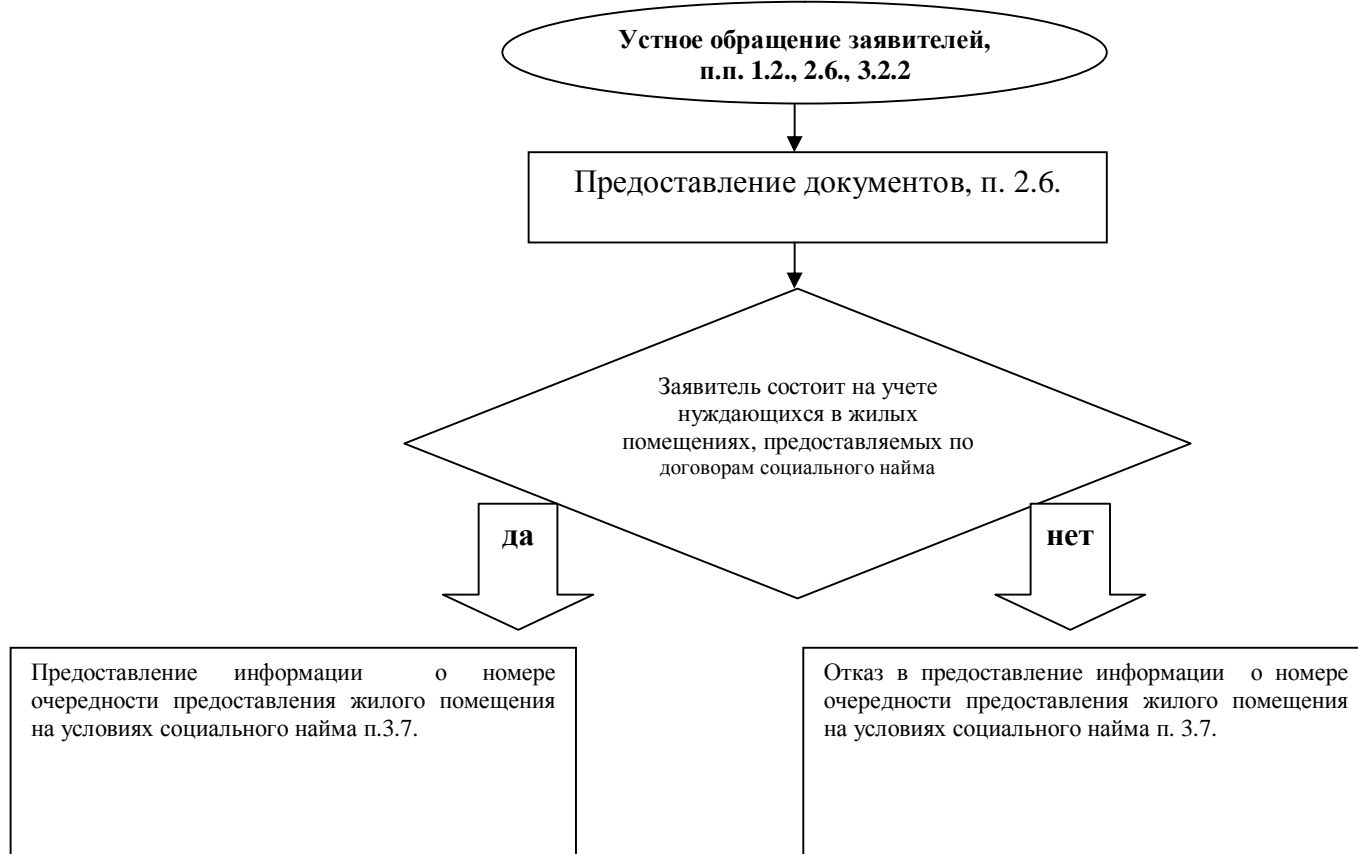 Устное обращение заявителей,
п.п. 1.2., 2.6., 3.2.2
Предоставление документов, п. 2.6.
Заявитель состоит на учете
нуждающихся в жилых
помещениях, предоставляемых по
договорам социального найма
да
нет
Предоставление информации о номере
очередности предоставления жилого помещения
на условиях социального найма п.3.7.
Отказ в предоставление информации о номере
очередности предоставления жилого помещения
на условиях социального найма п. 3.7.